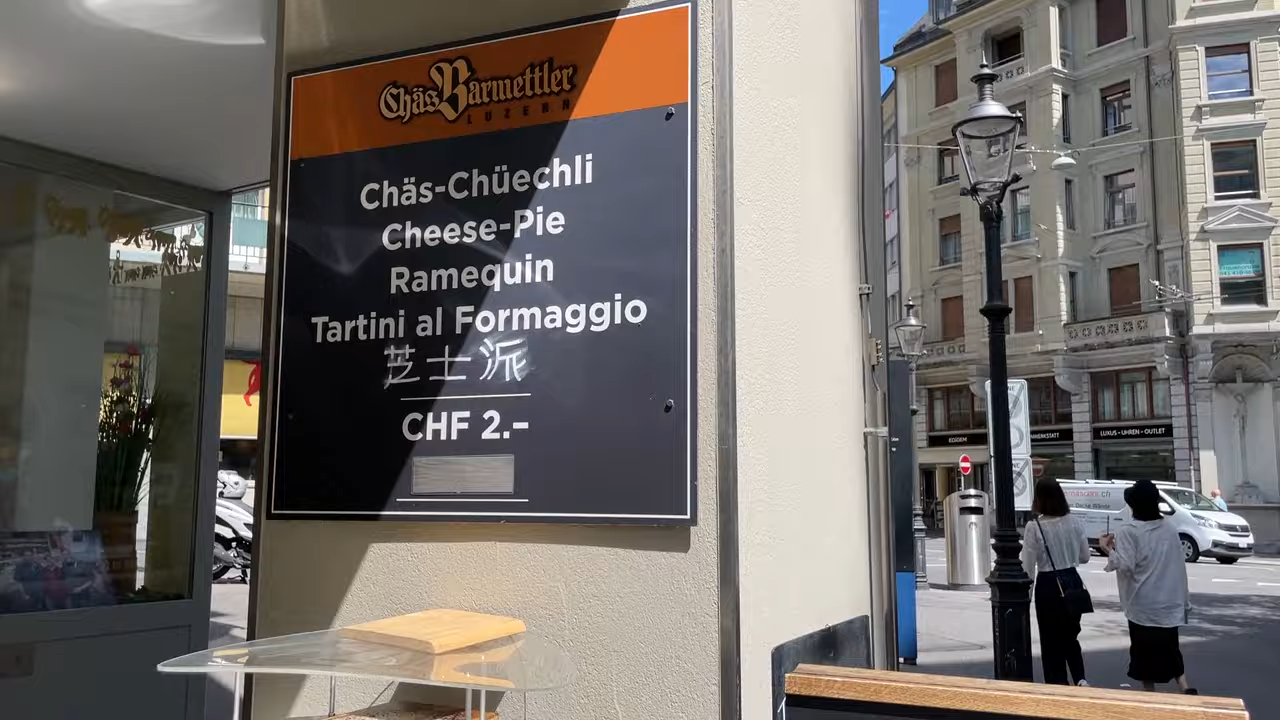 Chäs Barmettler
LUZERN
Chäs-Chüechli
Cheese-Pie
Ramequin
Tartini al Formaggio
芝士派
CHF 2.–
LUXUS - UHREN - OUTLET